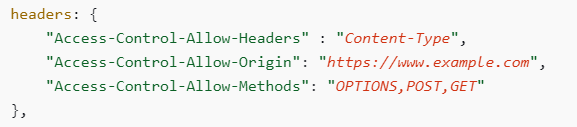 headers: {
"Access-Control-Allow-Headers" : "Content-Type",
"Access-Control-Allow-Origin": "https://www.example.com",
"Access-Control-Allow-Methods": "OPTIONS,POST,GET"
},